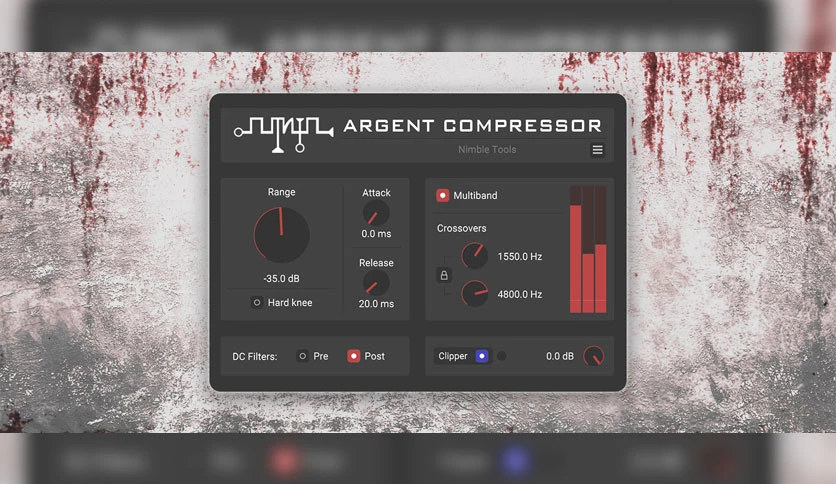 ARGENT COMPRESSOR
Nimble Tools
Range
-35.0 dB
Hard knee
Attack
0.0 ms
Release
20.0 ms
Multiband
Crossovers
1550.0 Hz
4800.0 Hz
DC Filters: Pre Post
Clipper 0.0 dB